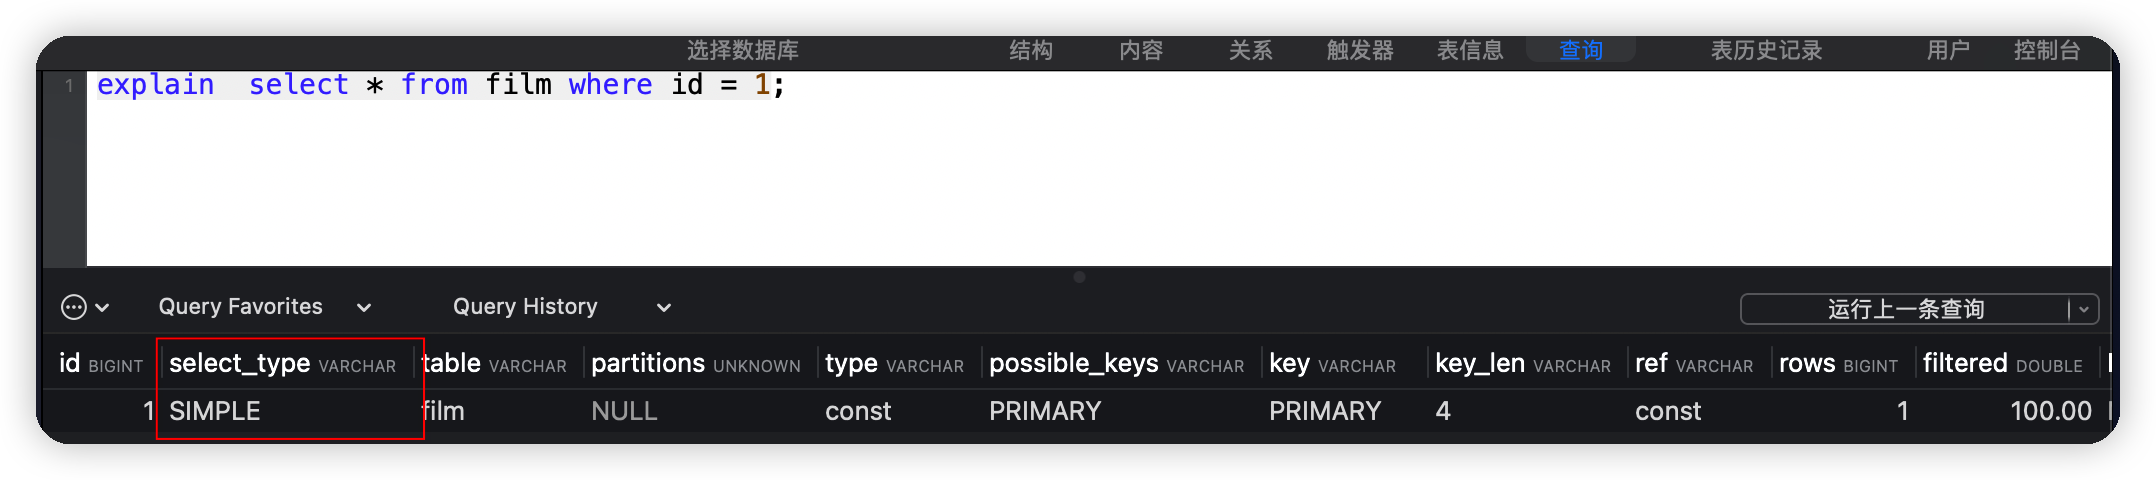 选择数据库 结构 内容 关系 触发器 表信息 查询 表历史记录 用户 控制台
1 explain  select * from film where id = 1;
Query Favorites Query History 运行上一条查询
id BIGINT select_type VARCHAR table VARCHAR partitions UNKNOWN type VARCHAR possible_keys VARCHAR key VARCHAR key_len VARCHAR ref VARCHAR rows BIGINT filtered DOUBLE
1 SIMPLE film NULL const PRIMARY PRIMARY 4 const 1 100.00